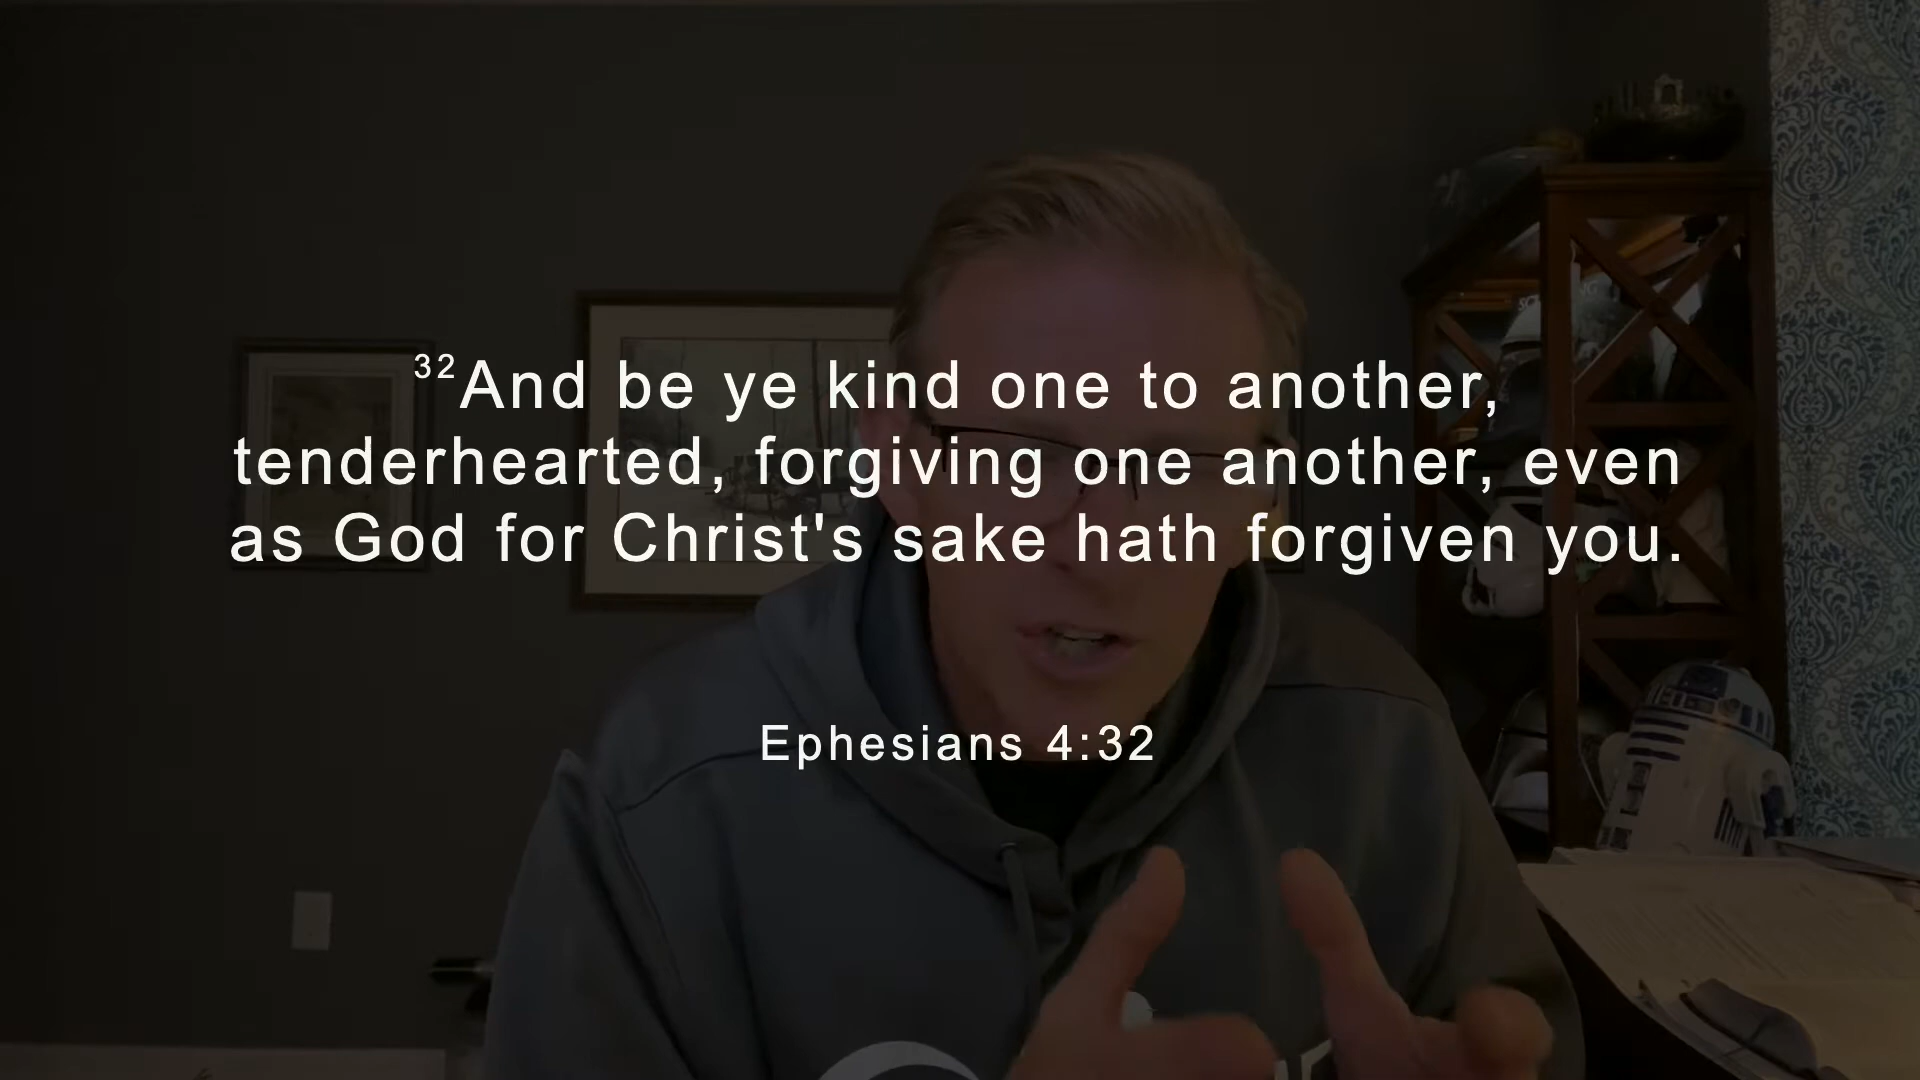 32And be ye kind one to another,
tenderhearted, forgiving one another, even
as God for Christ's sake hath forgiven you.
Ephesians 4:32